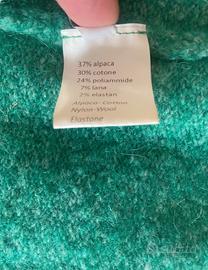 37% alpaca
30% cotone
24% poliammide
7% lana
2% elastan
Alpaca-Cotton
Nylon-Wool
Elastane